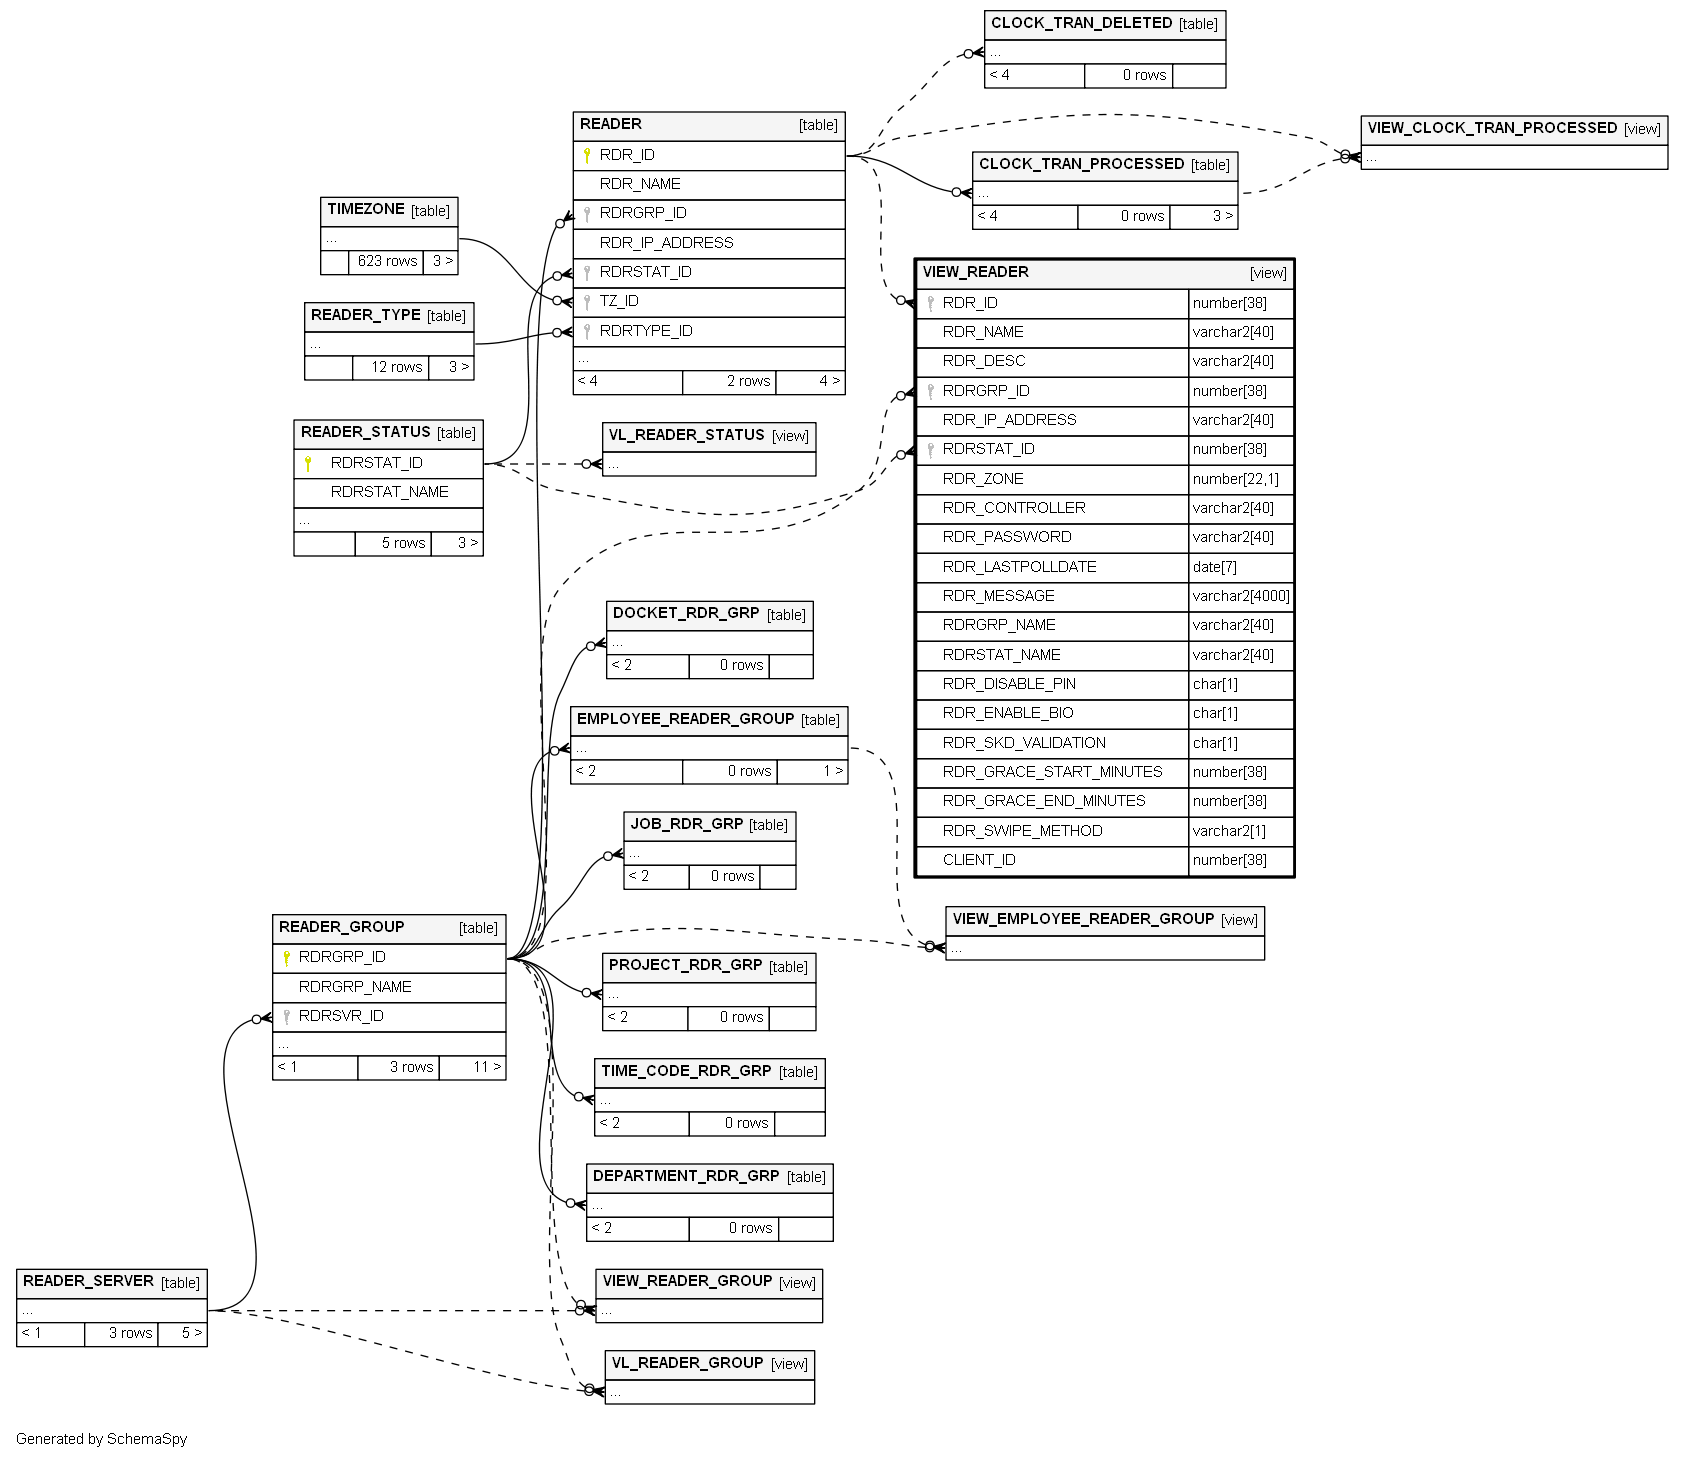 CLOCK_TRAN_DELETED [table]
...
< 4 0 rows
READER [table]
RDR_ID
RDR_NAME
RDRGRP_ID
RDR_IP_ADDRESS
RDRSTAT_ID
TZ_ID
RDRTYPE_ID
...
< 4 2 rows 4 >
VIEW_CLOCK_TRAN_PROCESSED [view]
...
CLOCK_TRAN_PROCESSED [table]
...
< 4 0 rows 3 >
TIMEZONE [table]
...
623 rows 3 >
READER_TYPE [table]
...
12 rows 3 >
READER_STATUS [table]
RDRSTAT_ID
RDRSTAT_NAME
...
5 rows 3 >
VL_READER_STATUS [view]
...
VIEW_READER [view]
RDR_ID number[38]
RDR_NAME varchar2[40]
RDR_DESC varchar2[40]
RDRGRP_ID number[38]
RDR_IP_ADDRESS varchar2[40]
RDRSTAT_ID number[38]
RDR_ZONE number[22,1]
RDR_CONTROLLER varchar2[40]
RDR_PASSWORD varchar2[40]
RDR_LASTPOLLDATE date[7]
RDR_MESSAGE varchar2[4000]
RDRGRP_NAME varchar2[40]
RDRSTAT_NAME varchar2[40]
RDR_DISABLE_PIN char[1]
RDR_ENABLE_BIO char[1]
RDR_SKD_VALIDATION char[1]
RDR_GRACE_START_MINUTES number[38]
RDR_GRACE_END_MINUTES number[38]
RDR_SWIPE_METHOD varchar2[1]
CLIENT_ID number[38]
DOCKET_RDR_GRP [table]
...
< 2 0 rows
EMPLOYEE_READER_GROUP [table]
...
< 2 0 rows 1 >
JOB_RDR_GRP [table]
...
< 2 0 rows
VIEW_EMPLOYEE_READER_GROUP [view]
...
READER_GROUP [table]
RDRGRP_ID
RDRGRP_NAME
RDRSVR_ID
...
< 1 3 rows 11 >
PROJECT_RDR_GRP [table]
...
< 2 0 rows
TIME_CODE_RDR_GRP [table]
...
< 2 0 rows
DEPARTMENT_RDR_GRP [table]
...
< 2 0 rows
READER_SERVER [table]
...
< 1 3 rows 5 >
VIEW_READER_GROUP [view]
...
VL_READER_GROUP [view]
...
Generated by SchemaSpy